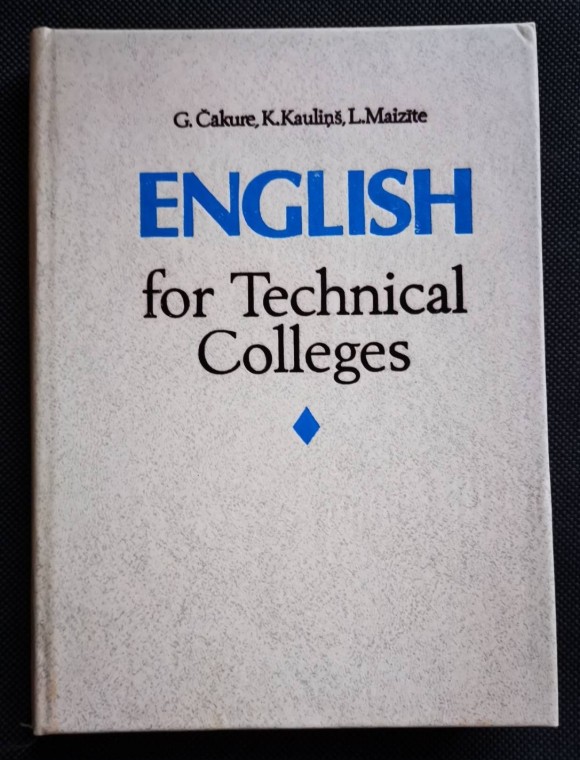 G. Čakure, K. Kauliņš, L. Maizīte
ENGLISH
for Technical
Colleges